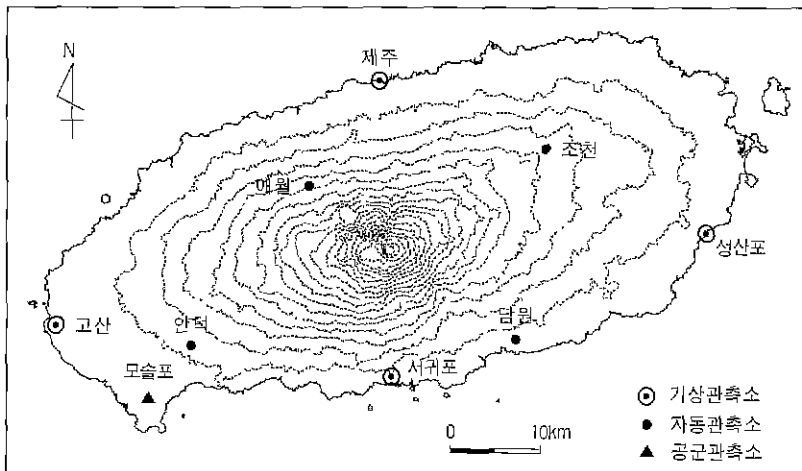 N
제주
조천
애월
성산포
고산
안덕
남원
모슬포
서귀포
기상관측소
자동관측소
공군관측소
0 10km